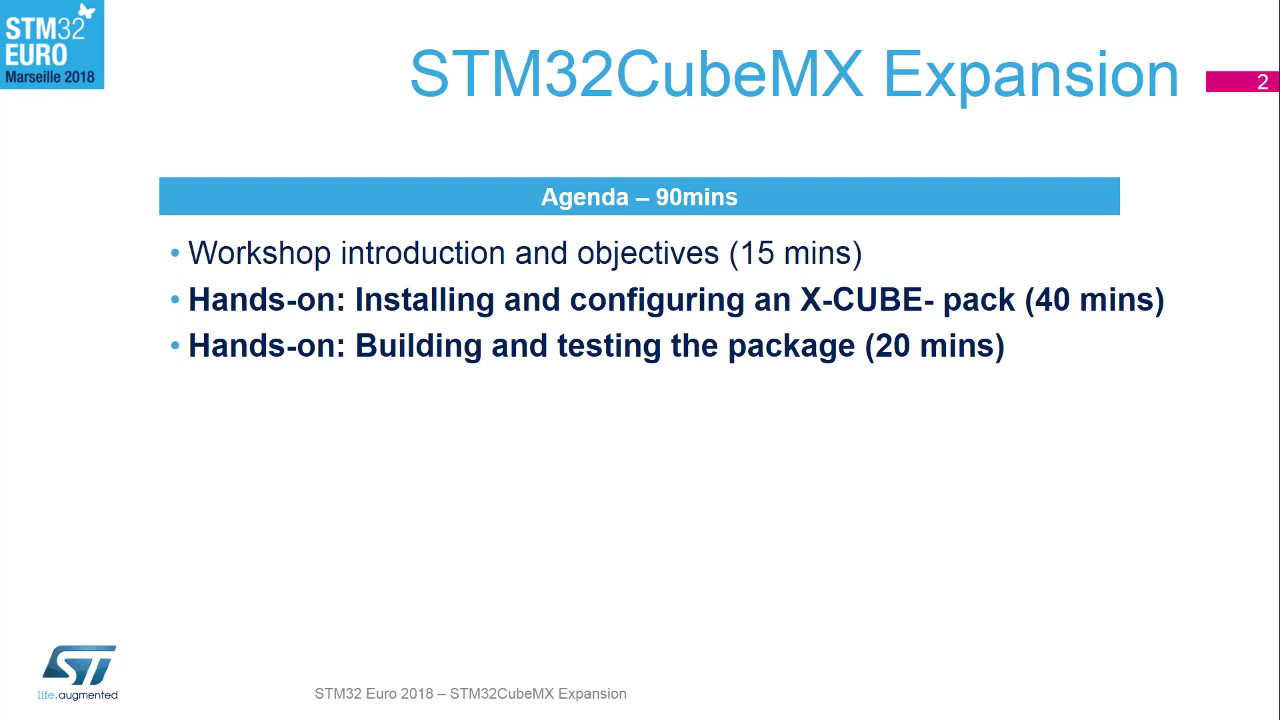 STM32
EURO
Marseille 2018
STM32CubeMX Expansion
2
Agenda – 90mins
• Workshop introduction and objectives (15 mins)
• Hands-on: Installing and configuring an X-CUBE- pack (40 mins)
• Hands-on: Building and testing the package (20 mins)
ST
life.augmented
STM32 Euro 2018 – STM32CubeMX Expansion